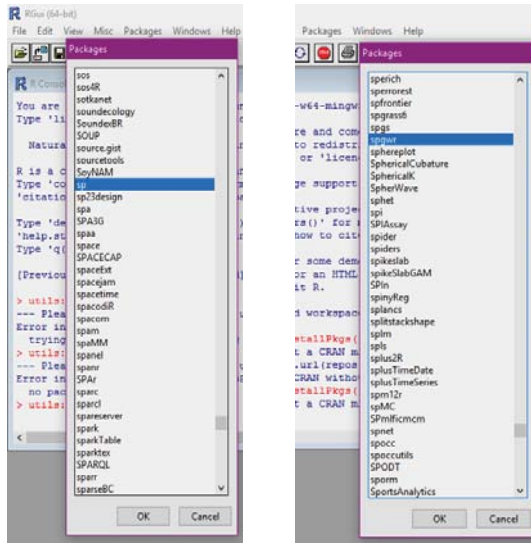 RGui (64-bit)
File Edit View Misc Packages Windows Help
Packages
R Consol
You are
Type 'li
Natura
R is a c
Type 'co
'citatio
Type 'de
'help.st
Type 'q(
[Previou
> utils:
--- Plea
Error in
trying
> utils:
--- Plea
Error in
no pac
> utils:
sos
sos4R
sotkanet
soundecology
SoundexBR
SOUP
source.gist
sourcetools
SoyNAM
sp
sp23design
spa
SPA3G
spaa
space
SPACECAP
spaceExt
spacejam
spacetime
spacodiR
spacom
spam
spaMM
spanel
spanr
SPAr
sparc
sparcl
spareserver
spark
sparkTable
sparktex
SPARQL
sparr
sparseBC
OK Cancel
Packages Windows Help
Packages
-w64-mingw
re and com
to redistr
or 'licen
ge support
tive proje
ors()' for
how to cit
r some dem
or an HTML
it R.
d workspac
stallPkgs(
t a CRAN m
.url(repos
CRAN witho
stallPkgs(
t a CRAN m
sperich
sperrorest
spfrontier
spgrass6
spgs
spgwr
sphereplot
SphericalCubature
SphericalK
SpherWave
sphet
spi
SPIAssay
spider
spiders
spikeslab
spikeSlabGAM
SPIn
spinyReg
splancs
splitstackshape
splm
spls
splus2R
splusTimeDate
splusTimeSeries
spm12r
spMC
SPmlficmcm
spnet
spocc
spoccutils
SPODT
sporm
SportsAnalytics
OK Cancel